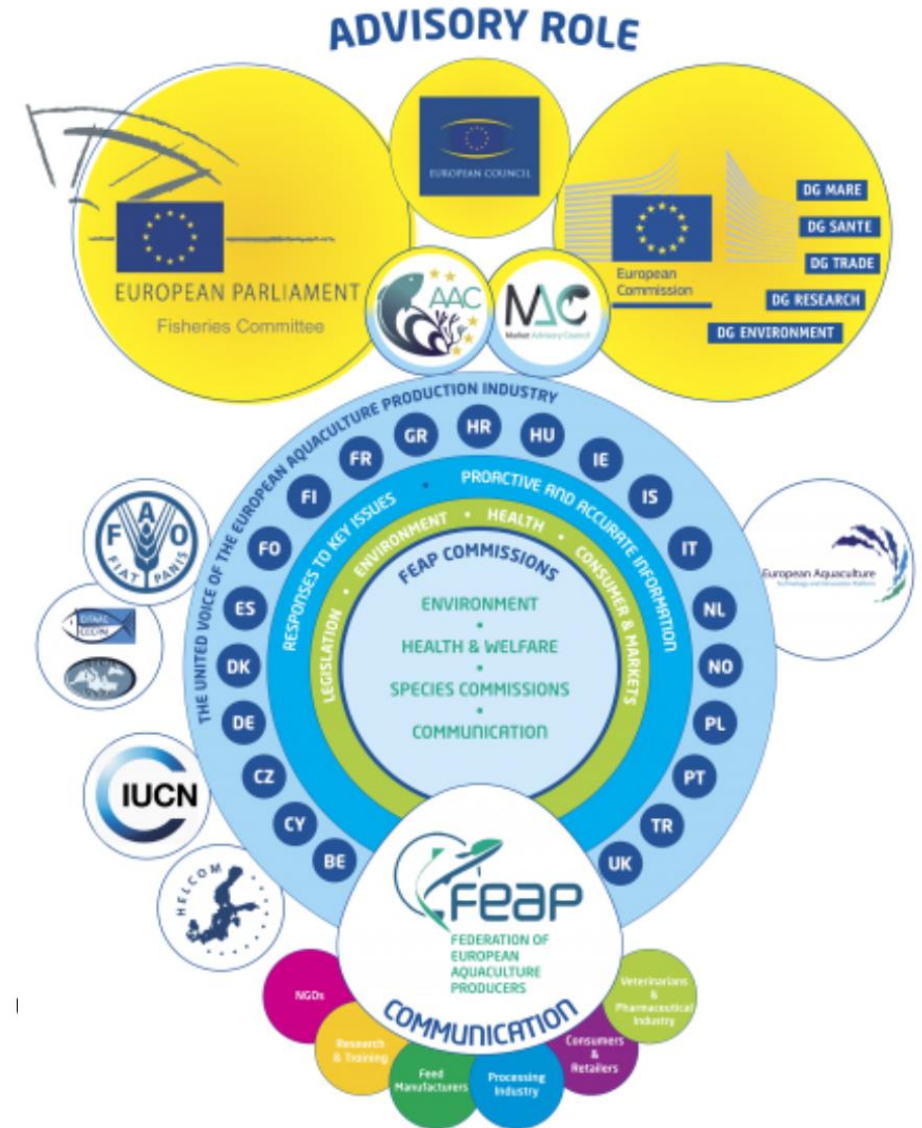 ADVISORY ROLE
EUROPEAN COUNCIL
EUROPEAN PARLIAMENT
Fisheries Committee
European
Commission
DG MARE
DG SANTE
DG TRADE
DG RESEARCH
DG ENVIRONMENT
AAC
MAC
Market Advisory Council
THE UNITED VOICE OF THE EUROPEAN AQUACULTURE PRODUCTION INDUSTRY
BE
CY
CZ
DE
DK
ES
FO
FI
FR
GR
HR
HU
IE
IS
IT
NL
NO
PL
PT
TR
UK
RESPONSES TO KEY ISSUES • PROACTIVE AND ACCURATE INFORMATION
LEGISLATION • ENVIRONMENT • HEALTH • CONSUMER & MARKETS
FEAP COMMISSIONS
ENVIRONMENT
•
HEALTH & WELFARE
•
SPECIES COMMISSIONS
•
COMMUNICATION
FAO
FIAT PANIS
IUCN
HELCOM
European Aquaculture
Technology and Innovation Platform
FEAP
FEDERATION OF
EUROPEAN
AQUACULTURE
PRODUCERS
COMMUNICATION
NGOs
Research
& Training
Feed
Manufacturers
Processing
Industry
Consumers
&
Retailers
Veterinarians
&
Pharmaceutical
Industry